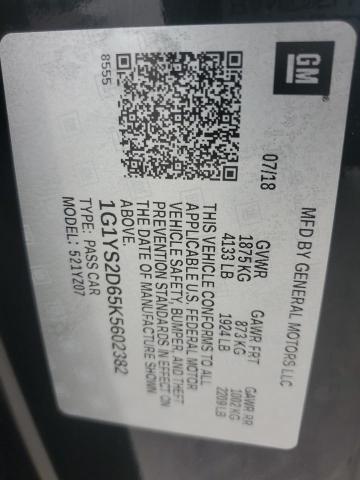 GM
MFD BY GENERAL MOTORS LLC
07/18
GVWR GAWR FRT GAWR RR
1875 KG 873 KG 1002 KG
4133 LB 1924 LB 2209 LB
THIS VEHICLE CONFORMS TO ALL
APPLICABLE U.S. FEDERAL MOTOR
VEHICLE SAFETY, BUMPER, AND THEFT
PREVENTION STANDARDS IN EFFECT ON
THE DATE OF MANUFACTURE SHOWN
ABOVE.
1G1YS2D65K5602382
TYPE: PASS CAR
MODEL: 521YZ07
8555